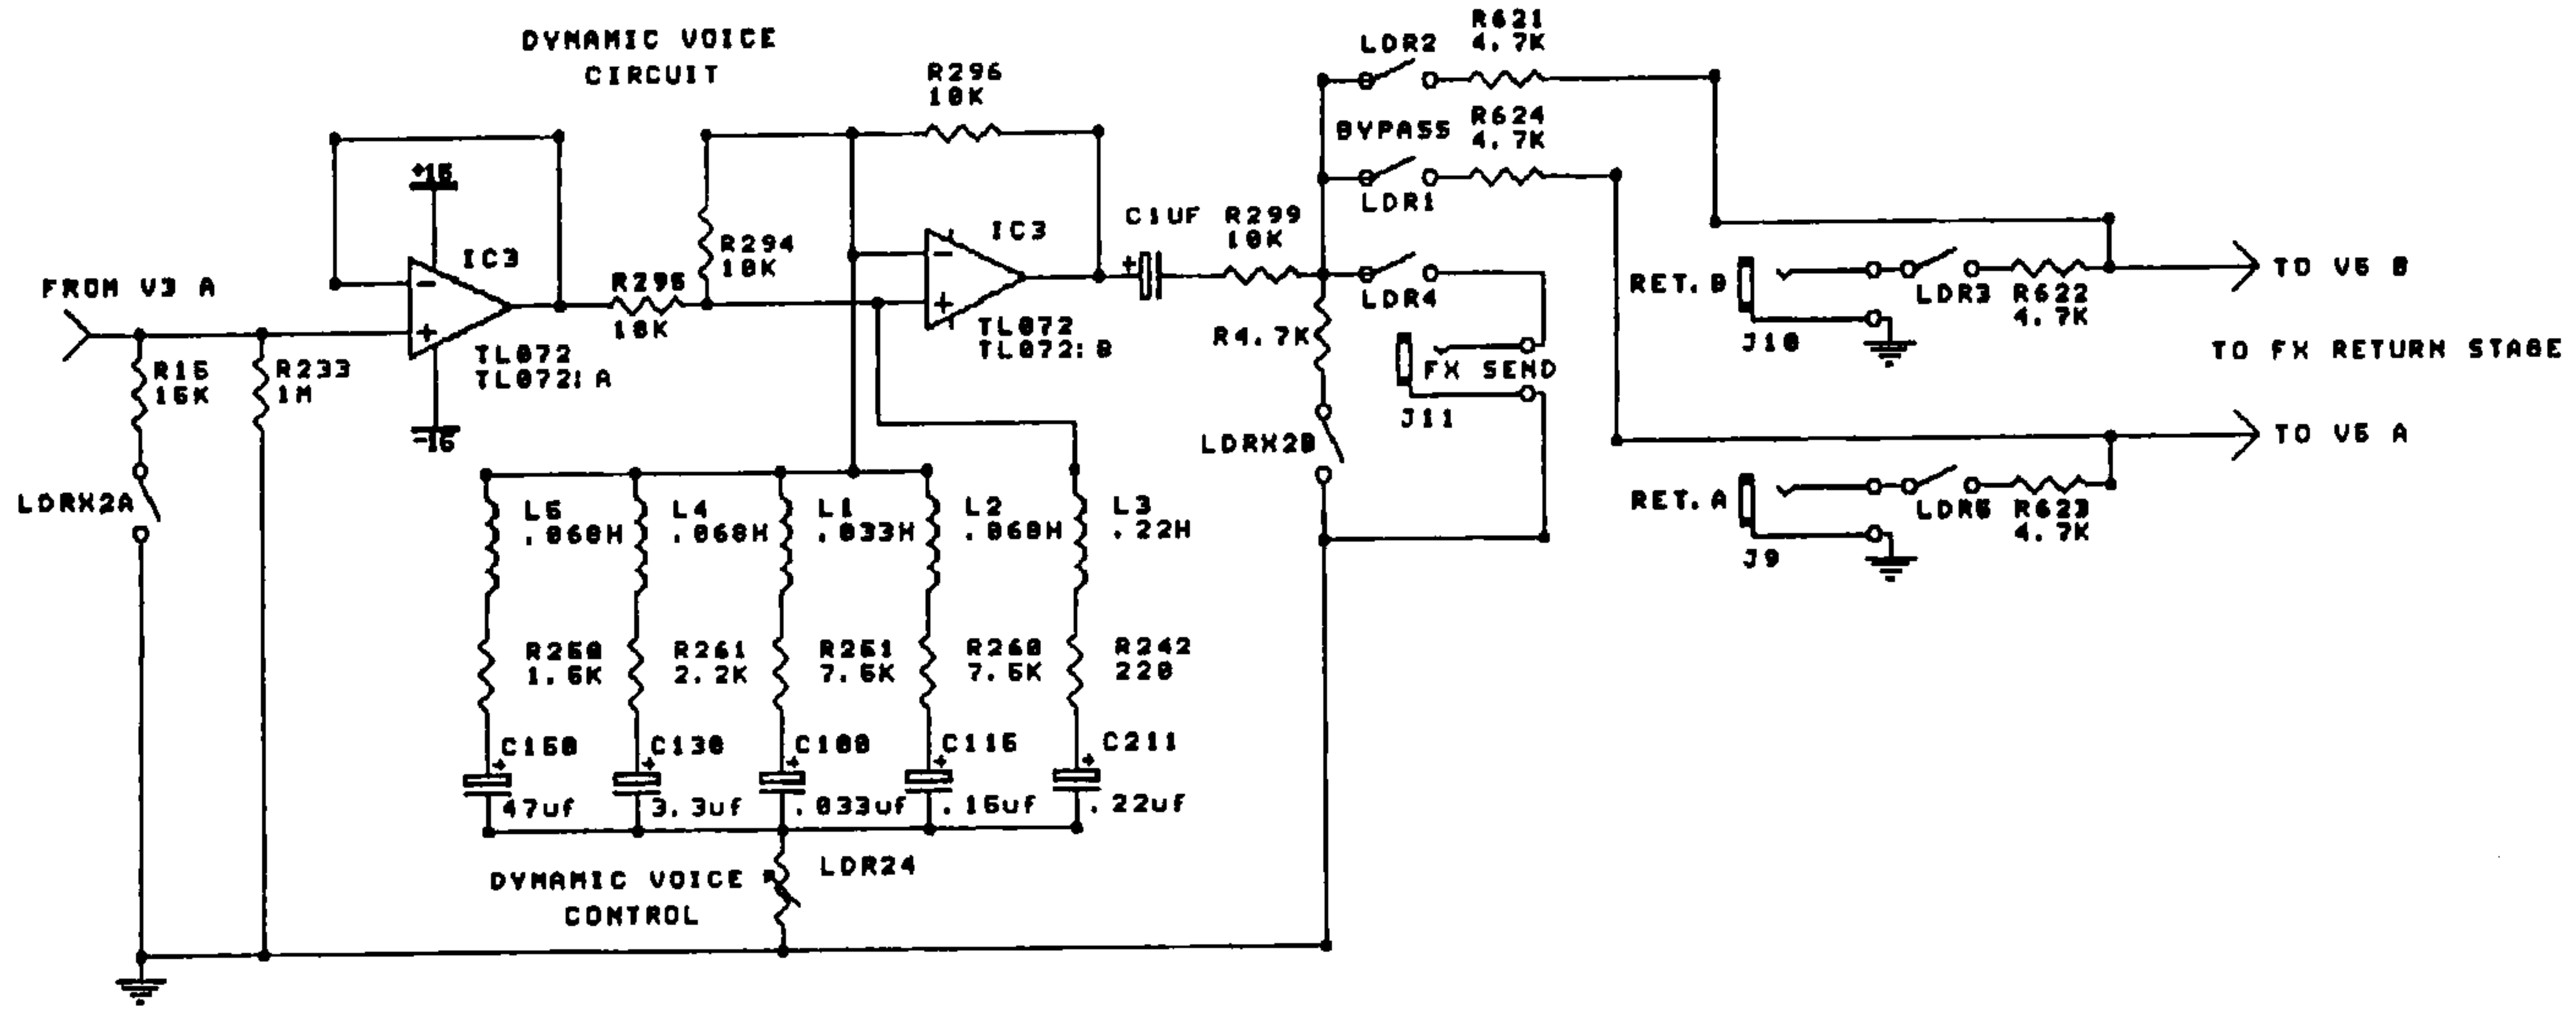 DYNAMIC VOICE
CIRCUIT
R296
10K
LDR2
R621
4.7K
BYPASS
R624
4.7K
LDR1
+15
IC3
FROM V3 A
R15
15K
R233
1M
TL072
TL072:A
-15
LDRX2A
R295
10K
R294
10K
IC3
TL072
TL072:B
C1UF
R299
10K
LDR4
R4.7K
FX SEND
J11
LDRX2B
RET. B
J10
LDR3
R622
4.7K
TO V5 B
TO FX RETURN STAGE
TO V5 A
RET. A
J9
LDR5
R623
4.7K
L5
.068H
L4
.068H
L1
.033H
L2
.068H
L3
.22H
1.5K
R261
2.2K
R251
7.5K
R260
7.5K
R242
220
C150
47uf
C130
3.3uf
C100
.033uf
C115
.15uf
C211
.22uf
DYNAMIC VOICE
CONTROL
LDR24